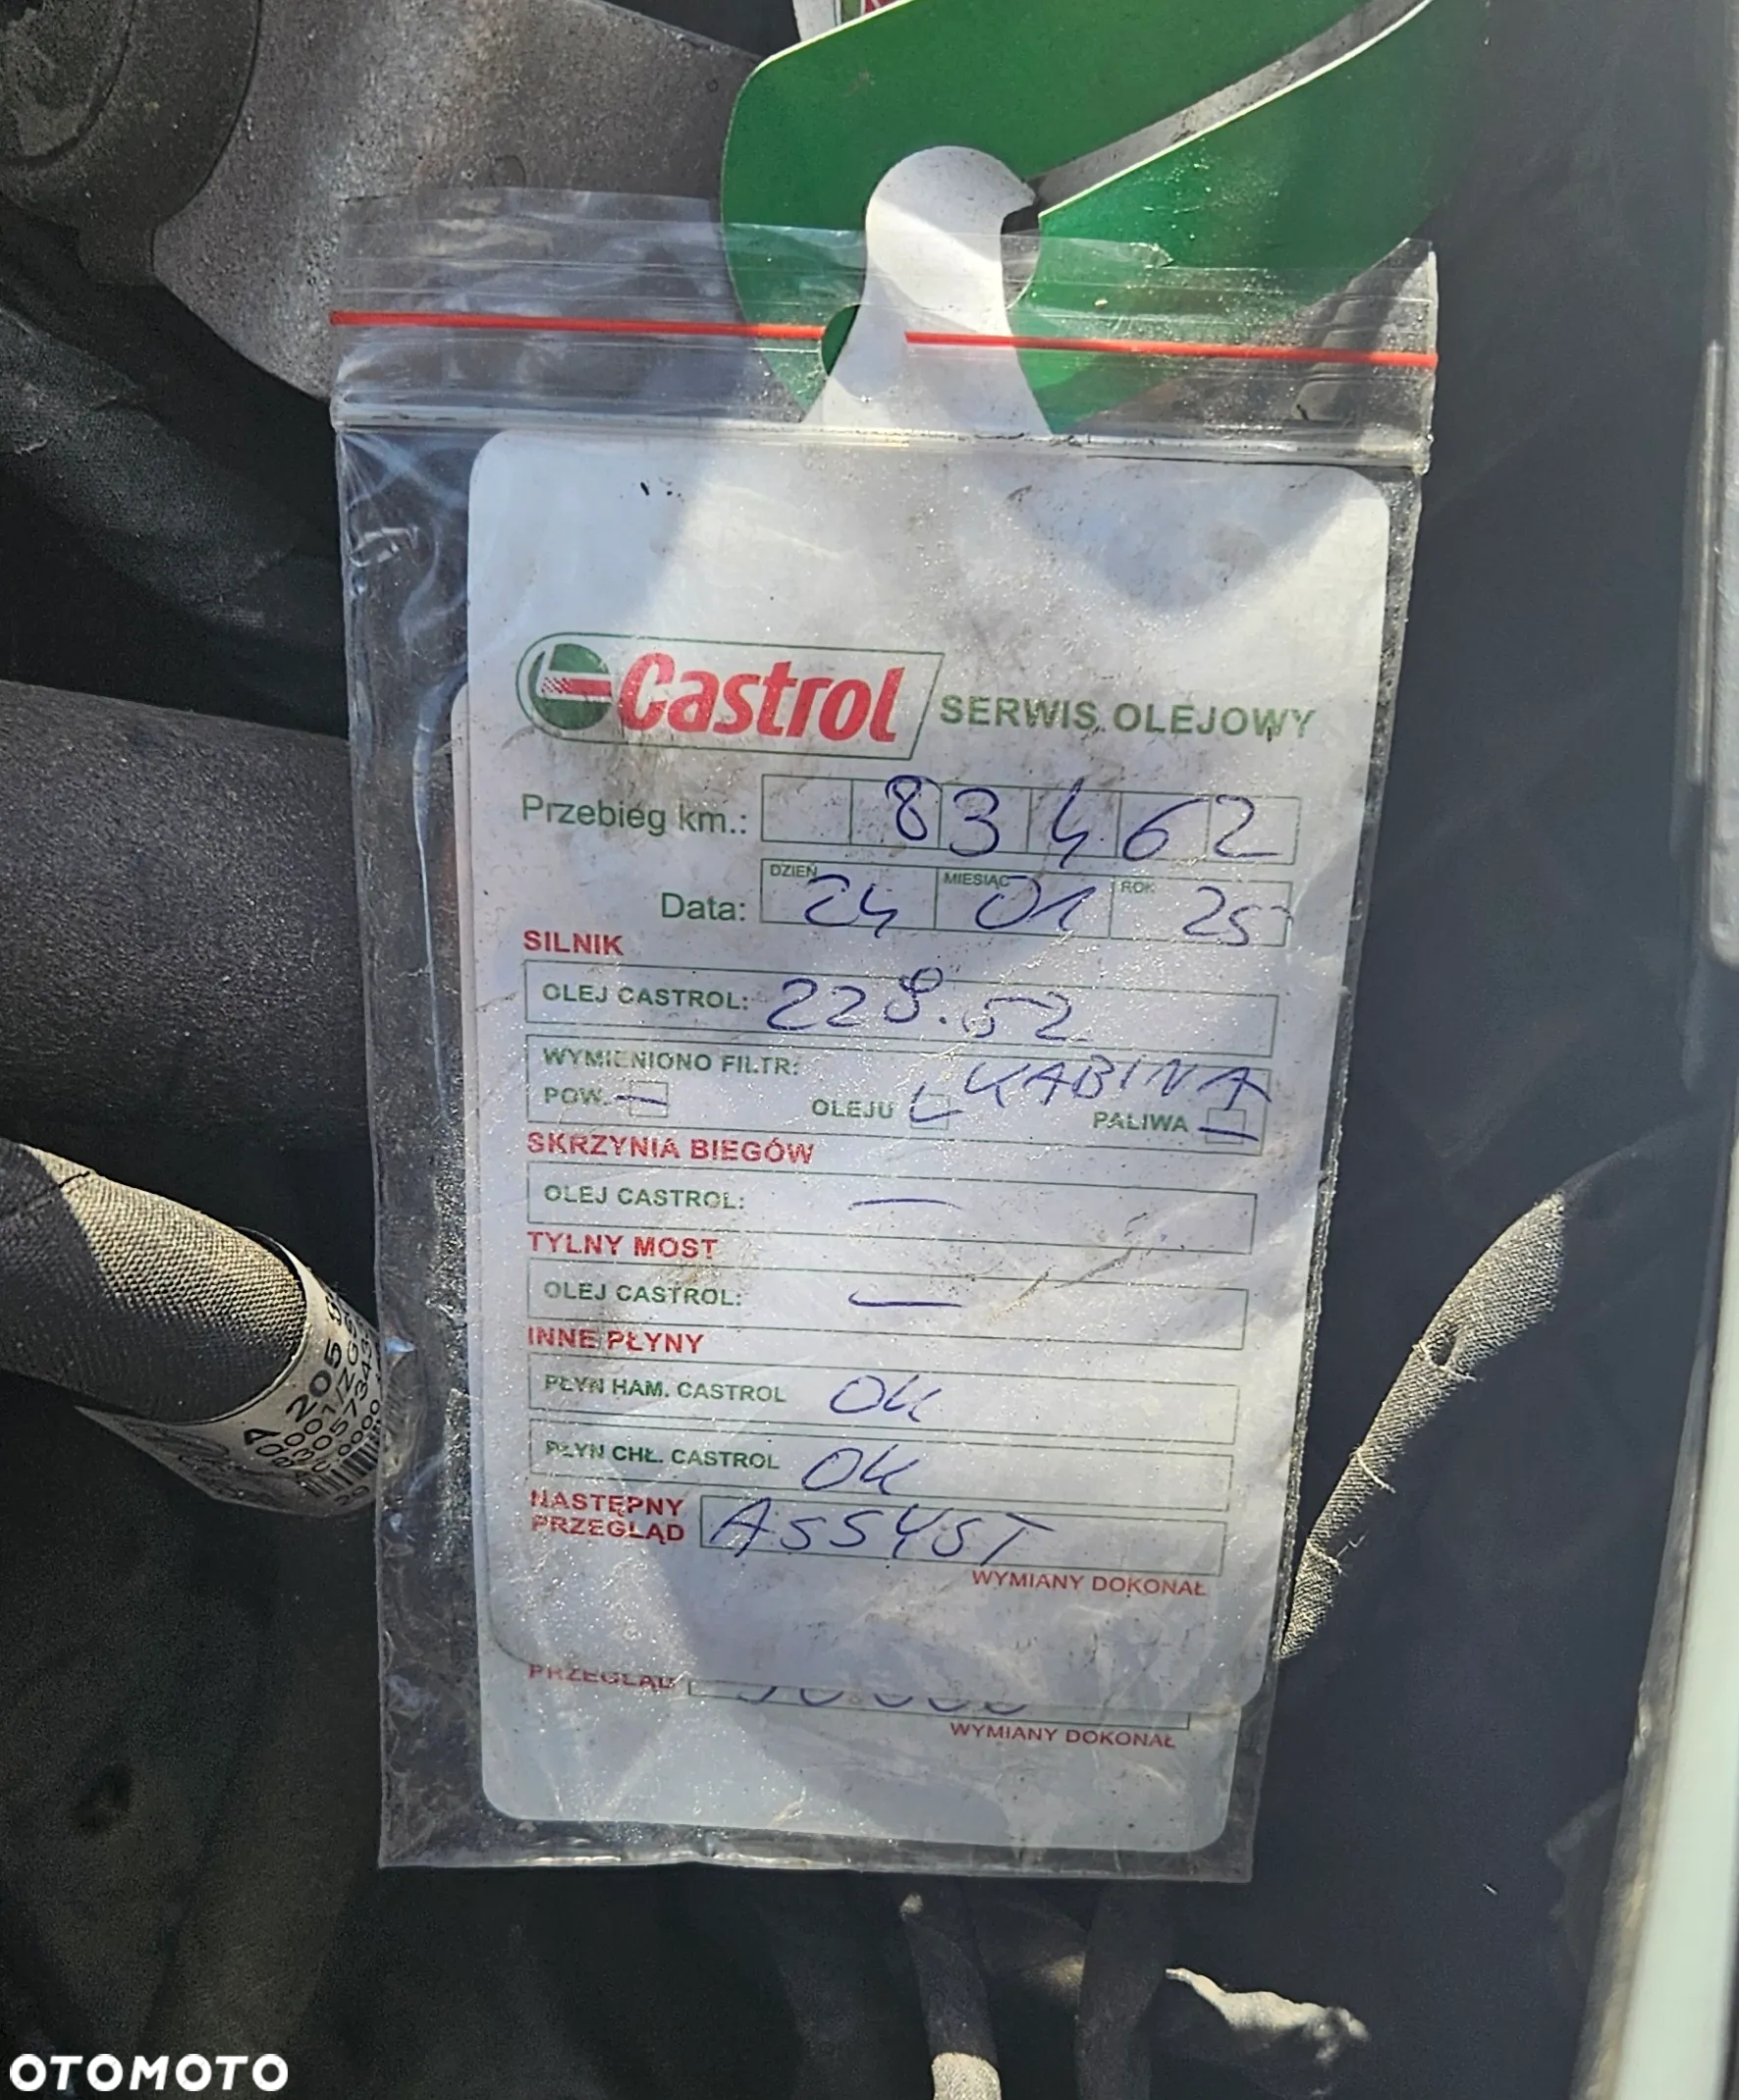 Castrol SERWIS OLEJOWY
Przebieg km.: 83462
DZIEŃ MIESIĄC ROK
Data: 24 01 25
SILNIK
OLEJ CASTROL: 228.52
WYMIENIONO FILTR: KABINA
POW. OLEJU PALIWA
SKRZYNIA BIEGÓW
OLEJ CASTROL: —
TYLNY MOST
OLEJ CASTROL: —
INNE PŁYNY
PŁYN HAM. CASTROL OK
PŁYN CHŁ. CASTROL OK
NASTĘPNY
PRZEGLĄD ASSYST
WYMIANY DOKONAŁ
PRZEGLĄD
WYMIANY DOKONAŁ
A 205
OTOMOTO